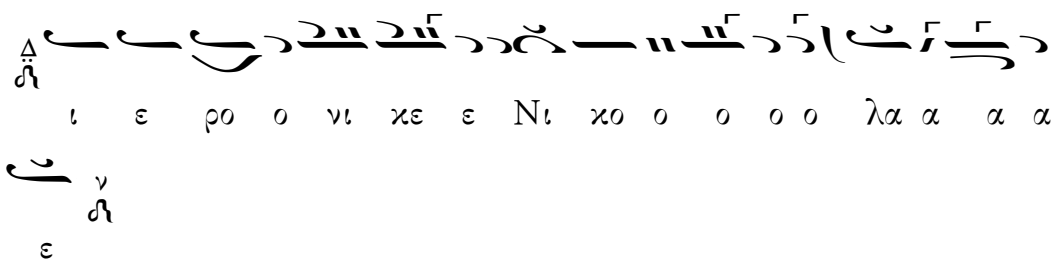 Δ
ι ε ρο ο νι κε ε Νι κο ο ο ο ο λα α α α
ν
ε